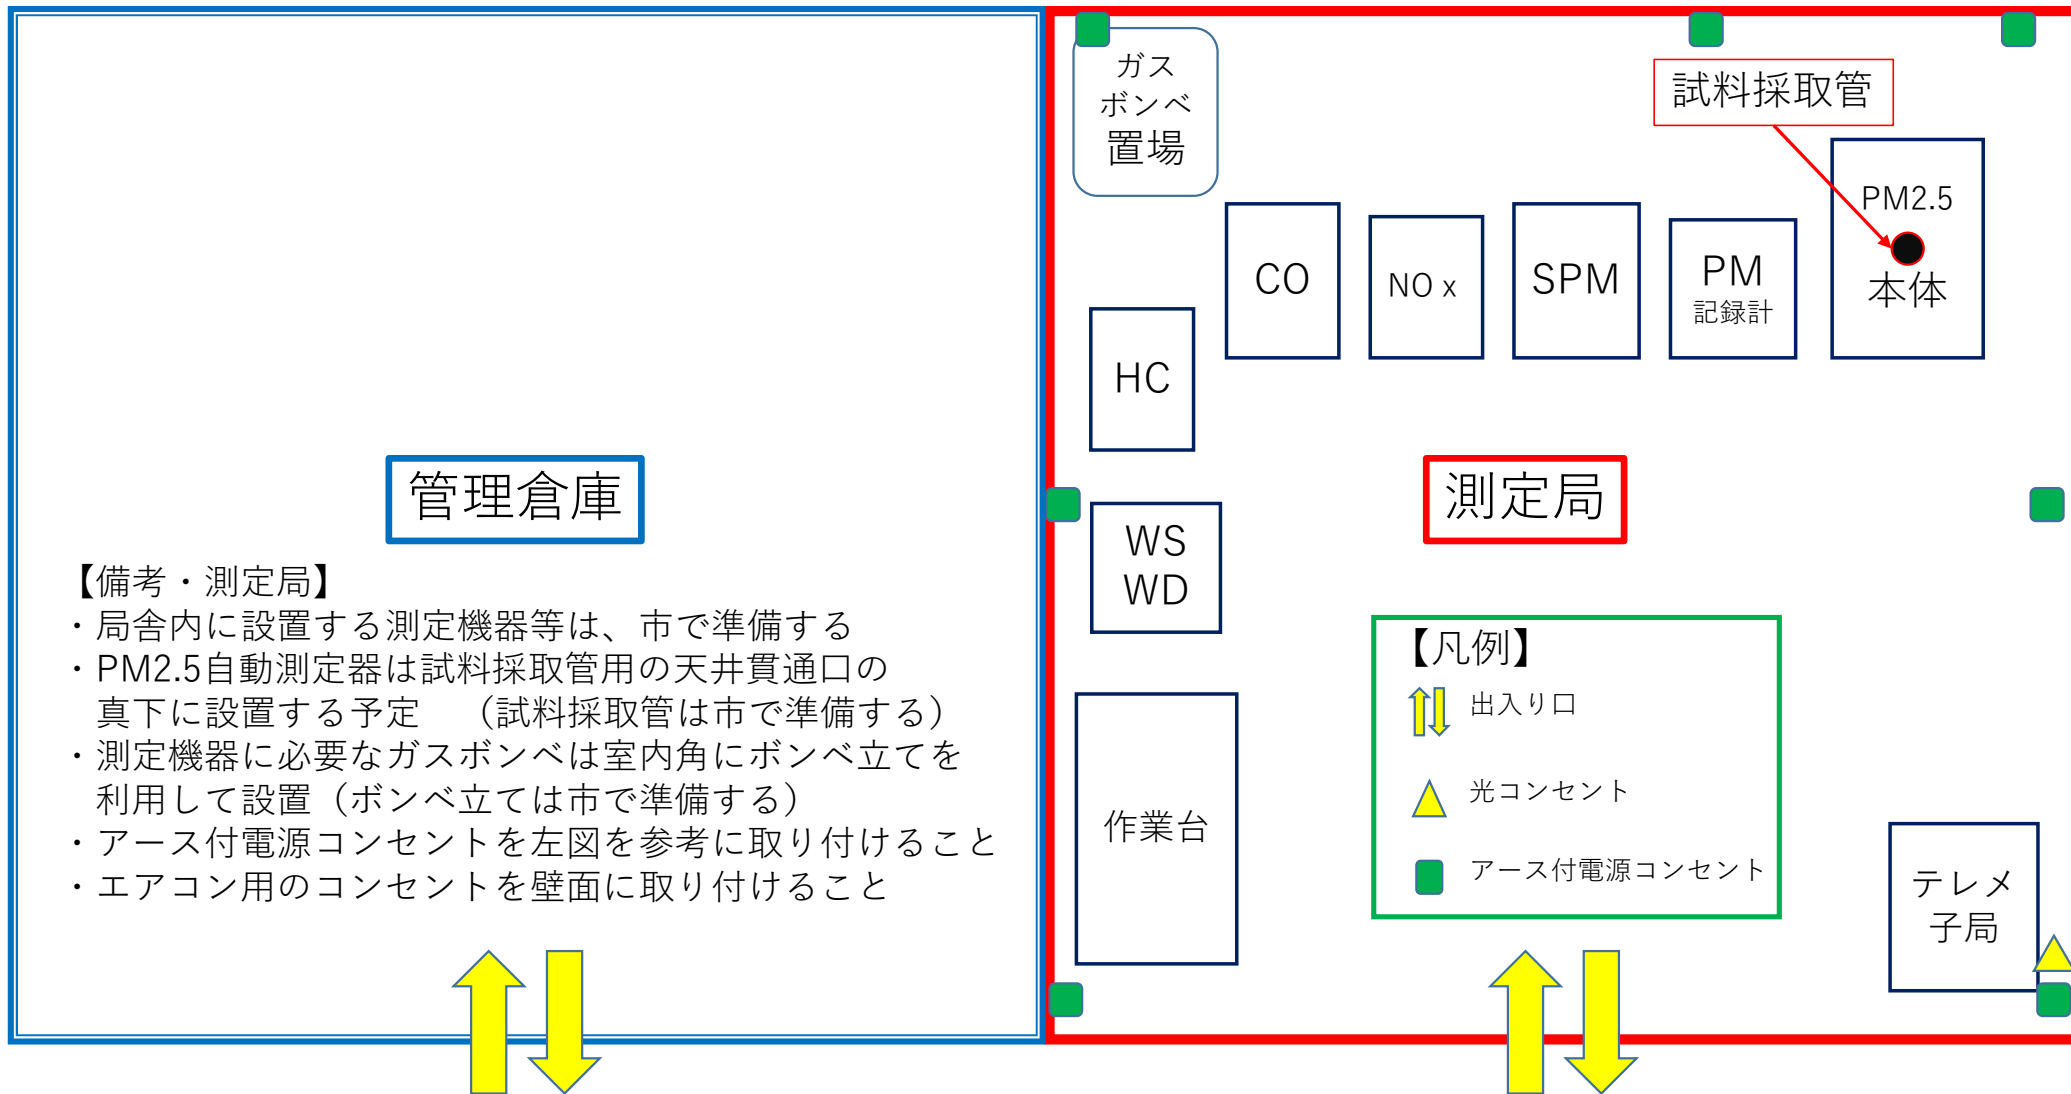 管理倉庫
【備考・測定局】
・局舎内に設置する測定機器等は、市で準備する
・PM2.5自動測定器は試料採取管用の天井貫通口の
真下に設置する予定　（試料採取管は市で準備する）
・測定機器に必要なガスボンベは室内角にボンベ立てを
利用して設置（ボンベ立ては市で準備する）
・アース付電源コンセントを左図を参考に取り付けること
・エアコン用のコンセントを壁面に取り付けること
ガス
ボンベ
置場
試料採取管
PM2.5
本体
CO
NOｘ
SPM
PM
記録計
HC
測定局
WS
WD
【凡例】
出入り口
光コンセント
アース付電源コンセント
作業台
テレメ
子局